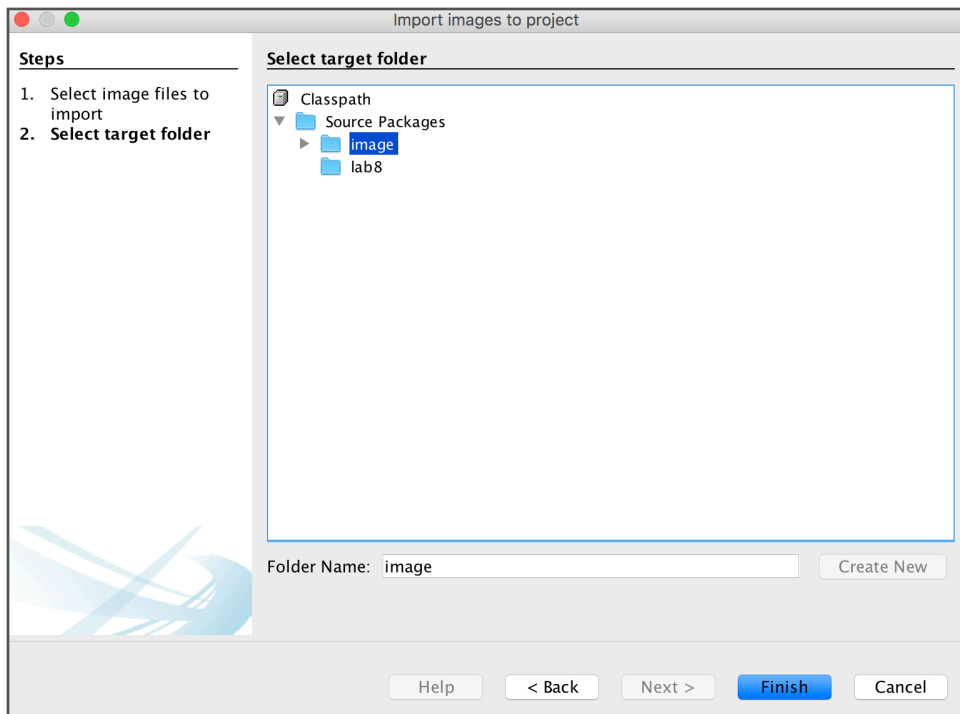 Import images to project
Steps
1. Select image files to
import
2. Select target folder
Select target folder
Classpath
Source Packages
image
lab8
Folder Name: image
Create New
Help
< Back
Next >
Finish
Cancel